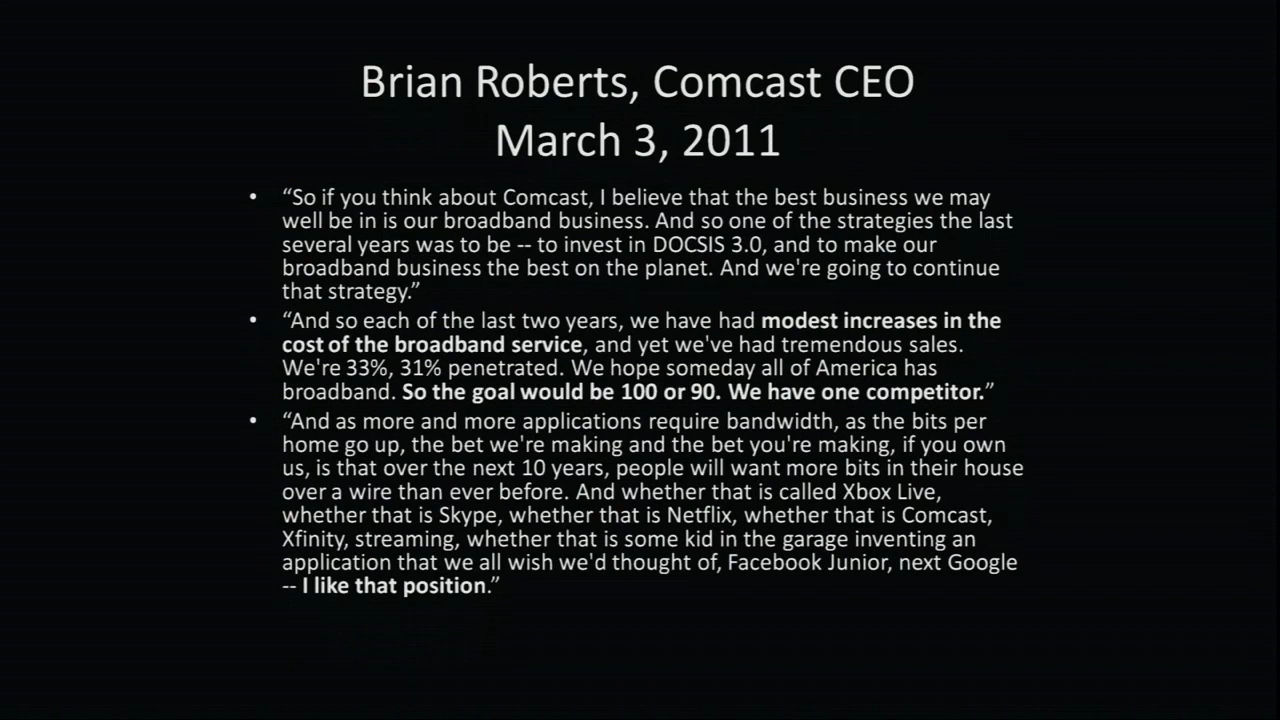 Brian Roberts, Comcast CEO
March 3, 2011
• “So if you think about Comcast, I believe that the best business we may
well be in is our broadband business. And so one of the strategies the last
several years was to be -- to invest in DOCSIS 3.0, and to make our
broadband business the best on the planet. And we're going to continue
that strategy.”
• “And so each of the last two years, we have had modest increases in the
cost of the broadband service, and yet we've had tremendous sales.
We're 33%, 31% penetrated. We hope someday all of America has
broadband. So the goal would be 100 or 90. We have one competitor.”
• “And as more and more applications require bandwidth, as the bits per
home go up, the bet we're making and the bet you're making, if you own
us, is that over the next 10 years, people will want more bits in their house
over a wire than ever before. And whether that is called Xbox Live,
whether that is Skype, whether that is Netflix, whether that is Comcast,
Xfinity, streaming, whether that is some kid in the garage inventing an
application that we all wish we'd thought of, Facebook Junior, next Google
-- I like that position.”